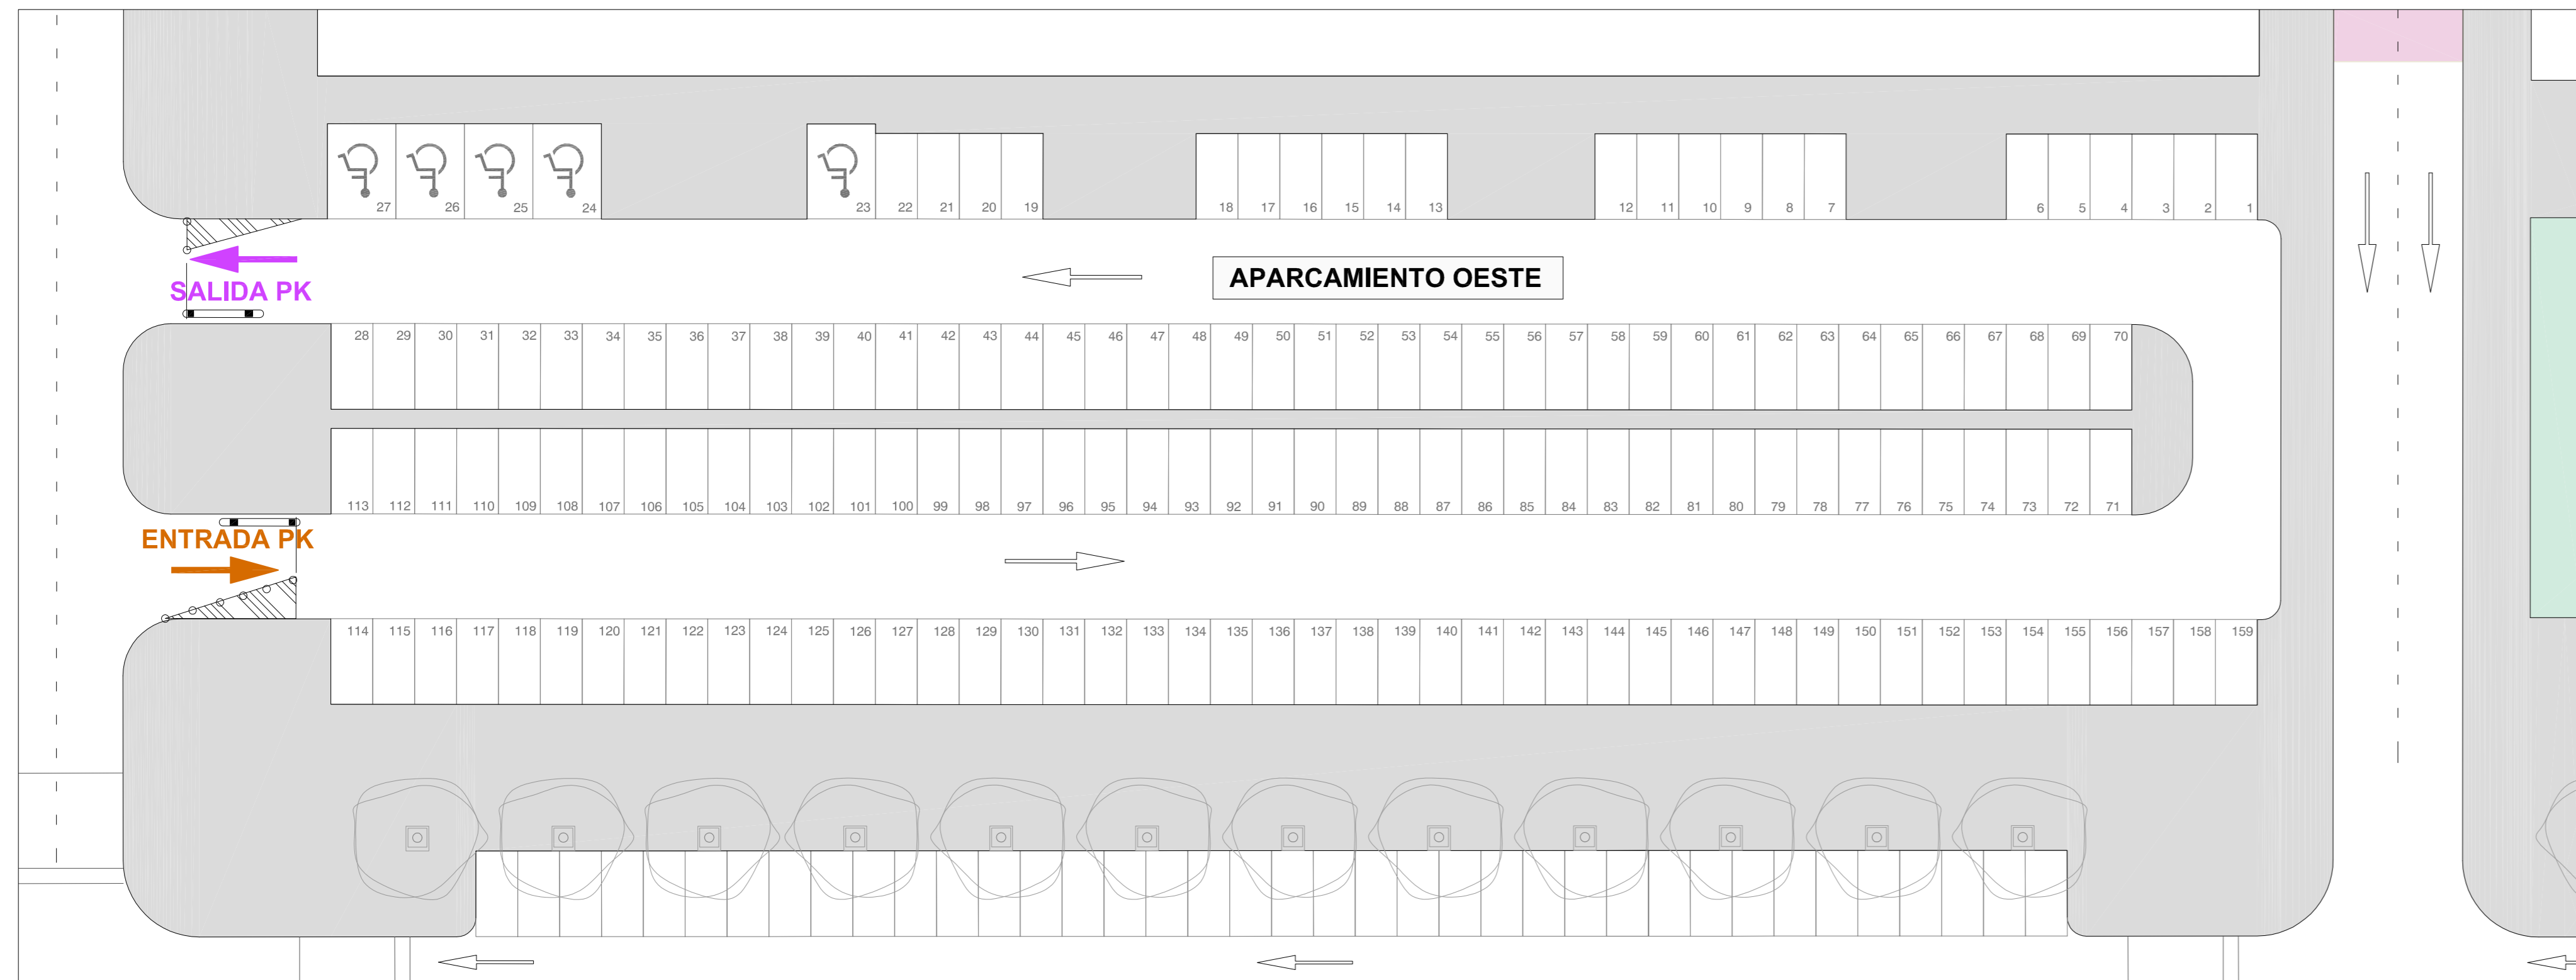 27 26 25 24 23 22 21 20 19 18 17 16 15 14 13 12 11 10 9 8 7 6 5 4 3 2 1
APARCAMIENTO OESTE
SALIDA PK
28 29 30 31 32 33 34 35 36 37 38 39 40 41 42 43 44 45 46 47 48 49 50 51 52 53 54 55 56 57 58 59 60 61 62 63 64 65 66 67 68 69 70
113 112 111 110 109 108 107 106 105 104 103 102 101 100 99 98 97 96 95 94 93 92 91 90 89 88 87 86 85 84 83 82 81 80 79 78 77 76 75 74 73 72 71
ENTRADA PK
114 115 116 117 118 119 120 121 122 123 124 125 126 127 128 129 130 131 132 133 134 135 136 137 138 139 140 141 142 143 144 145 146 147 148 149 150 151 152 153 154 155 156 157 158 159